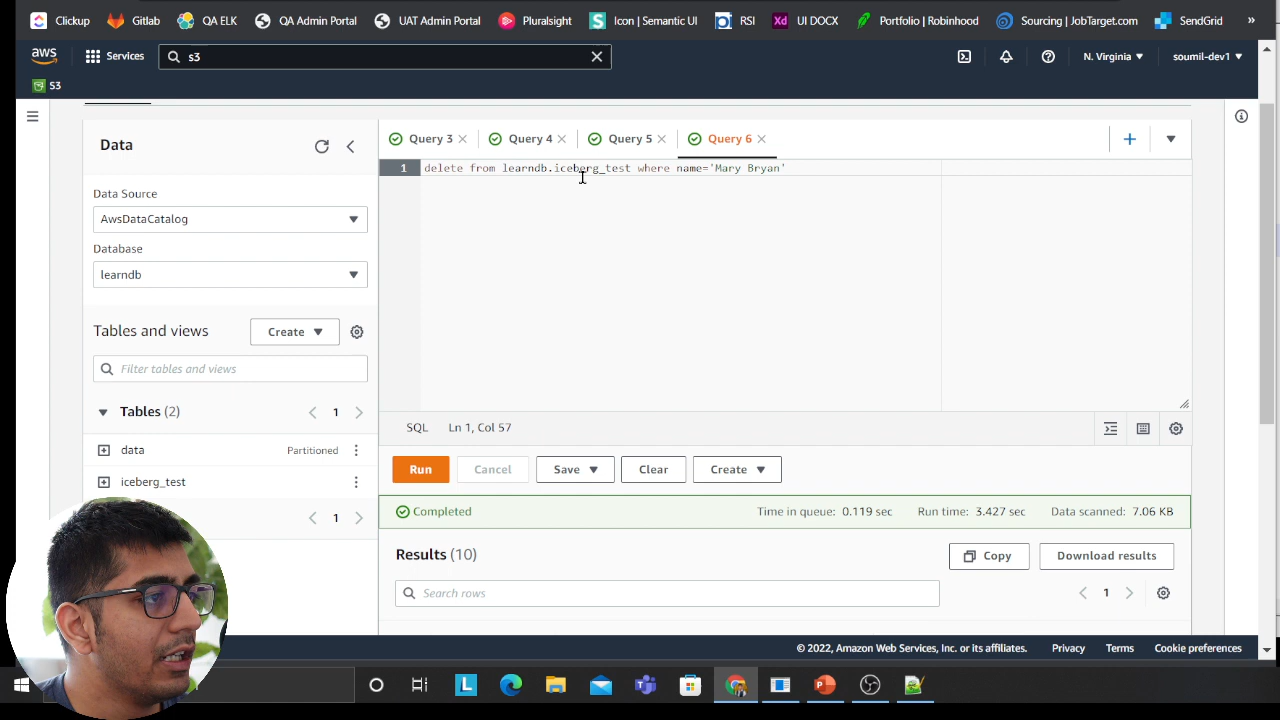 Clickup
Gitlab
QA ELK
QA Admin Portal
UAT Admin Portal
Pluralsight
Icon | Semantic UI
RSI
UI DOCX
Portfolio | Robinhood
Sourcing | JobTarget.com
SendGrid
»
aws
Services
s3
N. Virginia
soumil-dev1
S3
Data
Data Source
AwsDataCatalog
Database
learndb
Tables and views
Create
Filter tables and views
Tables (2)
1
data
Partitioned
iceberg_test
1
Query 3
Query 4
Query 5
Query 6
1
delete from learndb.iceberg_test where name='Mary Bryan'
SQL
Ln 1, Col 57
Run
Cancel
Save
Clear
Create
Completed
Time in queue: 0.119 sec
Run time: 3.427 sec
Data scanned: 7.06 KB
Results (10)
Copy
Download results
Search rows
1
© 2022, Amazon Web Services, Inc. or its affiliates.
Privacy
Terms
Cookie preferences